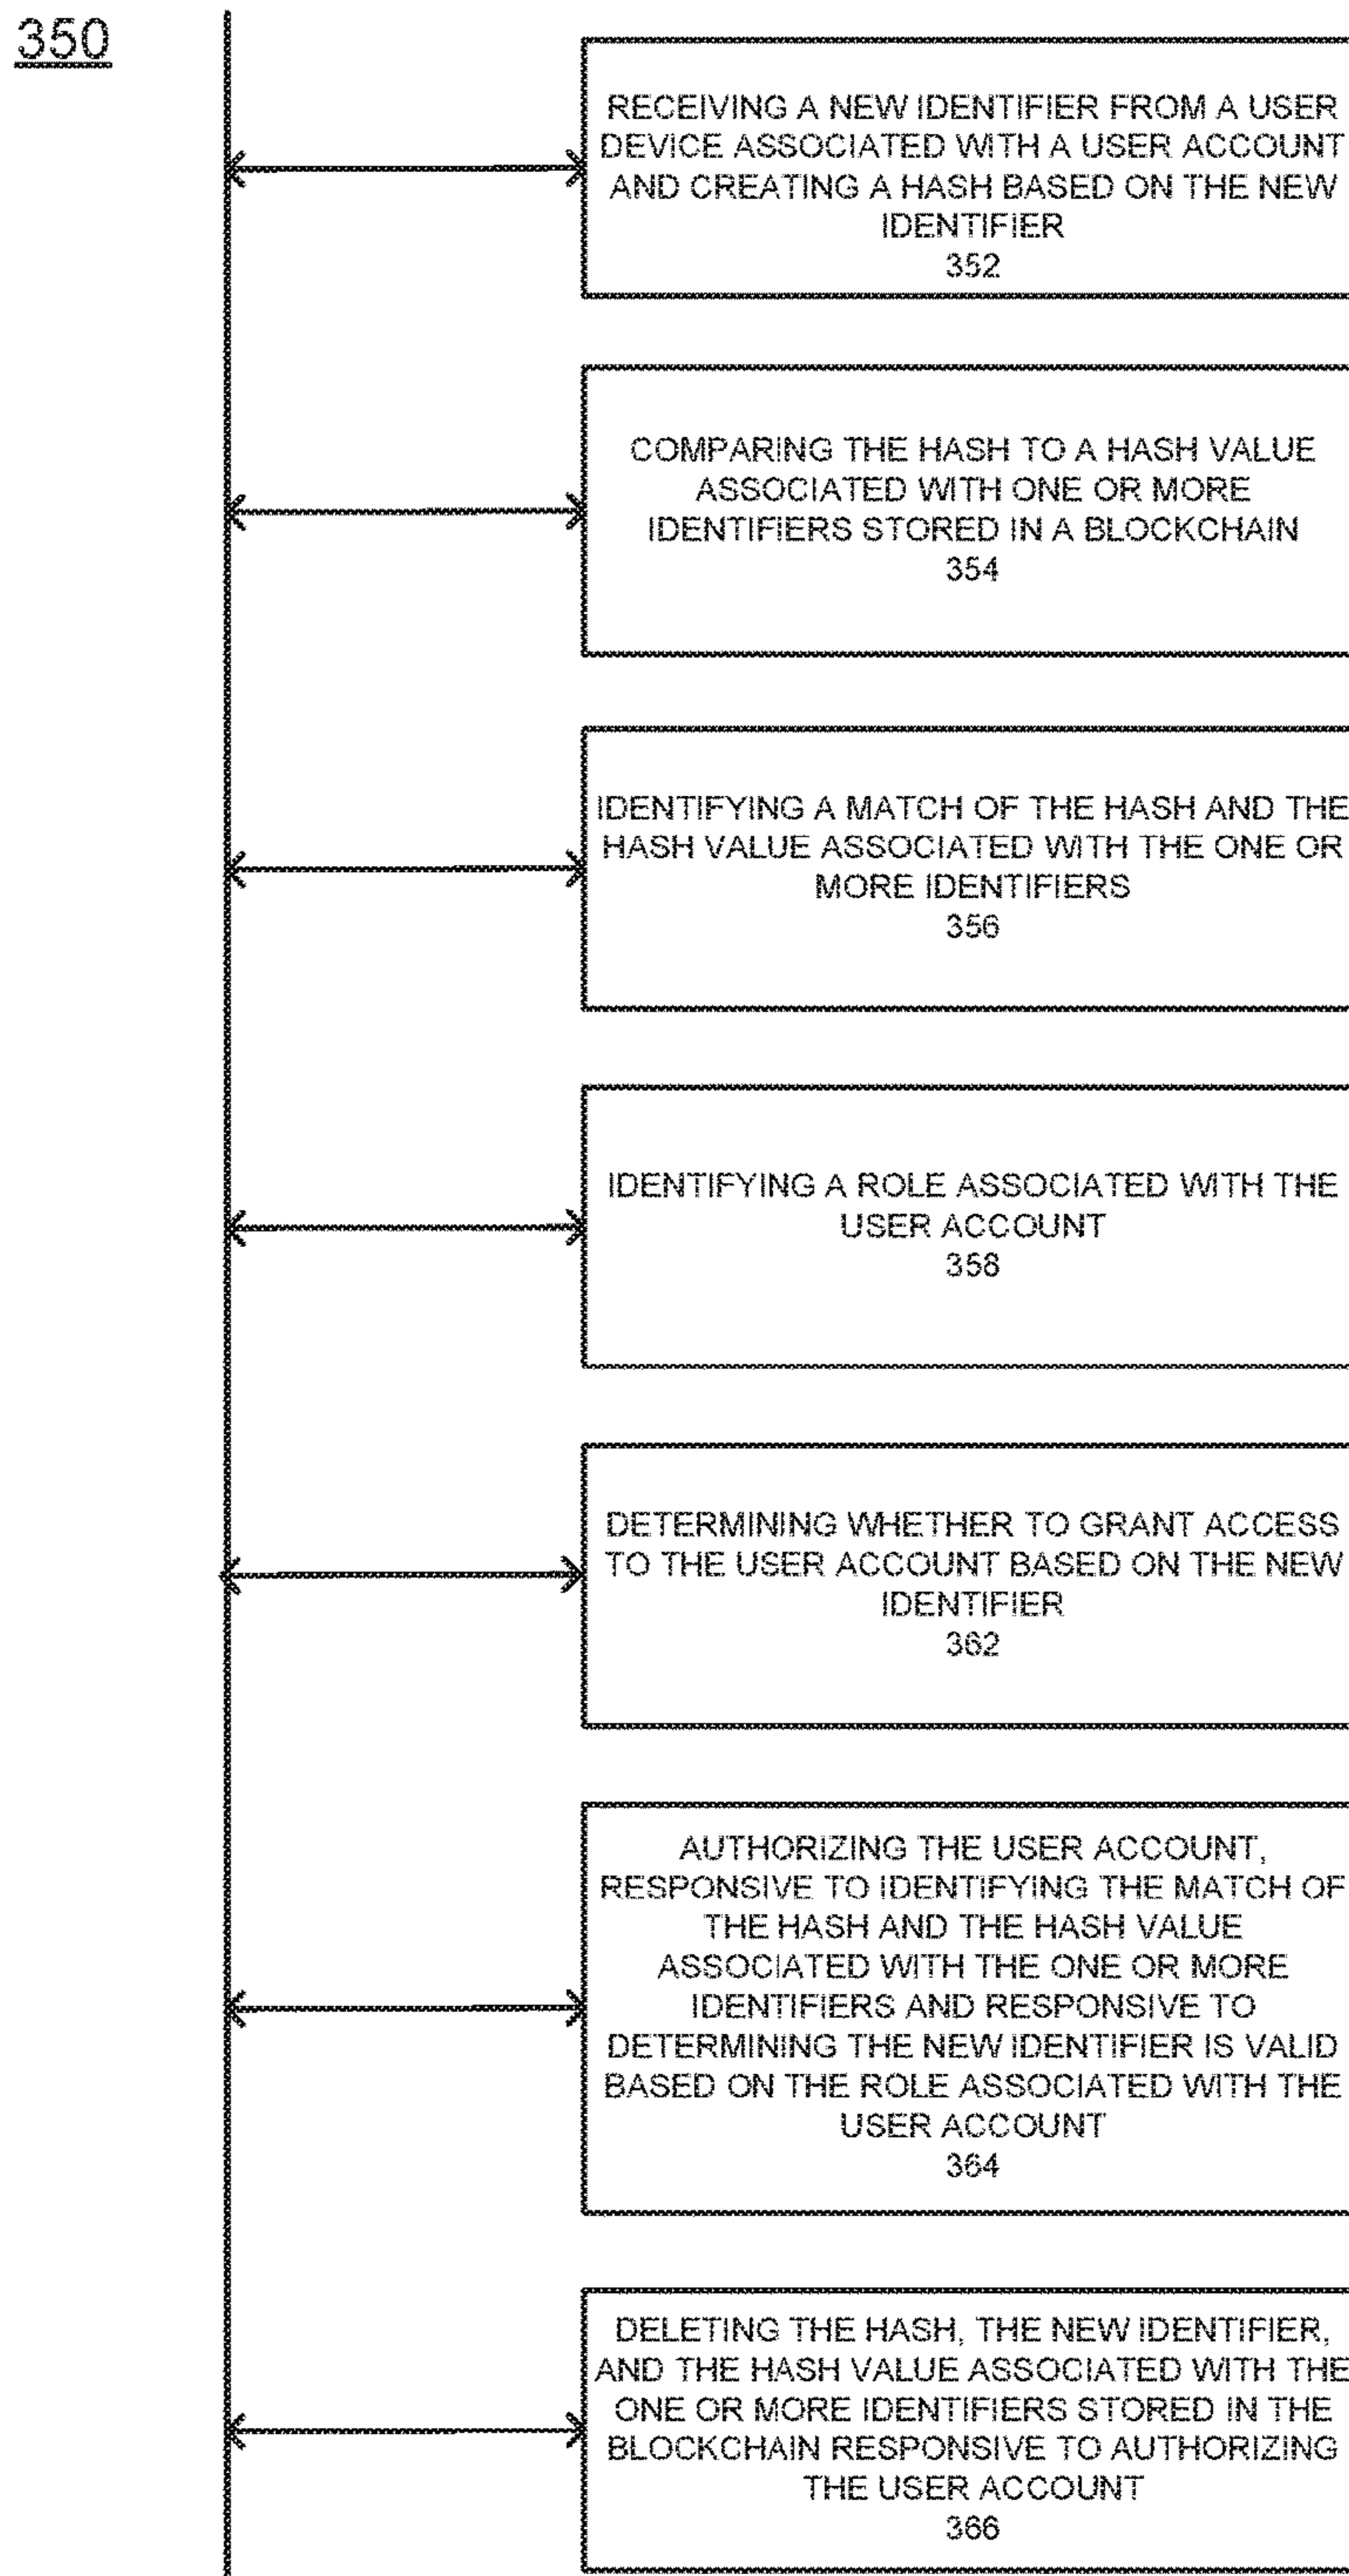 350
RECEIVING A NEW IDENTIFIER FROM A USER
DEVICE ASSOCIATED WITH A USER ACCOUNT
AND CREATING A HASH BASED ON THE NEW
IDENTIFIER
352
COMPARING THE HASH TO A HASH VALUE
ASSOCIATED WITH ONE OR MORE
IDENTIFIERS STORED IN A BLOCKCHAIN
354
IDENTIFYING A MATCH OF THE HASH AND THE
HASH VALUE ASSOCIATED WITH THE ONE OR
MORE IDENTIFIERS
356
IDENTIFYING A ROLE ASSOCIATED WITH THE
USER ACCOUNT
358
DETERMINING WHETHER TO GRANT ACCESS
TO THE USER ACCOUNT BASED ON THE NEW
IDENTIFIER
362
AUTHORIZING THE USER ACCOUNT,
RESPONSIVE TO IDENTIFYING THE MATCH OF
THE HASH AND THE HASH VALUE
ASSOCIATED WITH THE ONE OR MORE
IDENTIFIERS AND RESPONSIVE TO
DETERMINING THE NEW IDENTIFIER IS VALID
BASED ON THE ROLE ASSOCIATED WITH THE
USER ACCOUNT
364
DELETING THE HASH, THE NEW IDENTIFIER,
AND THE HASH VALUE ASSOCIATED WITH THE
ONE OR MORE IDENTIFIERS STORED IN THE
BLOCKCHAIN RESPONSIVE TO AUTHORIZING
THE USER ACCOUNT
366